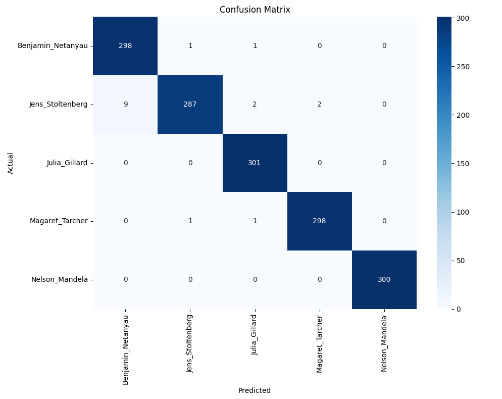 Confusion Matrix
Benjamin_Netanyau 298 1 1 0 0
Jens_Stoltenberg 9 287 2 2 0
Julia_Gillard 0 0 301 0 0
Magaret_Tarcher 0 1 1 298 0
Nelson_Mandela 0 0 0 0 300
Actual
Benjamin_Netanyau
Jens_Stoltenberg
Julia_Gillard
Magaret_Tarcher
Nelson_Mandela
Predicted
300
250
200
150
100
50
0